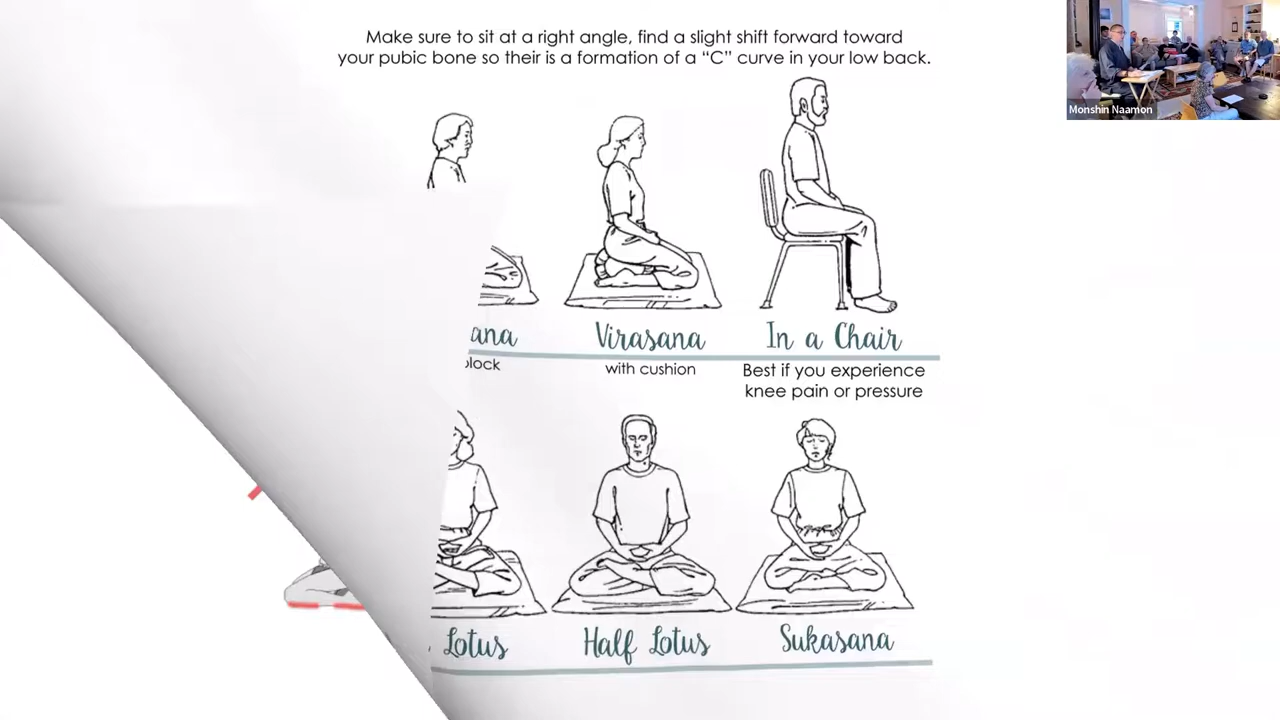 Make sure to sit at a right angle, find a slight shift forward toward
your pubic bone so their is a formation of a “C” curve in your low back.
Monshin Naamon
ana Virasana In a Chair
lock with cushion Best if you experience
knee pain or pressure
Lotus Half Lotus Sukasana